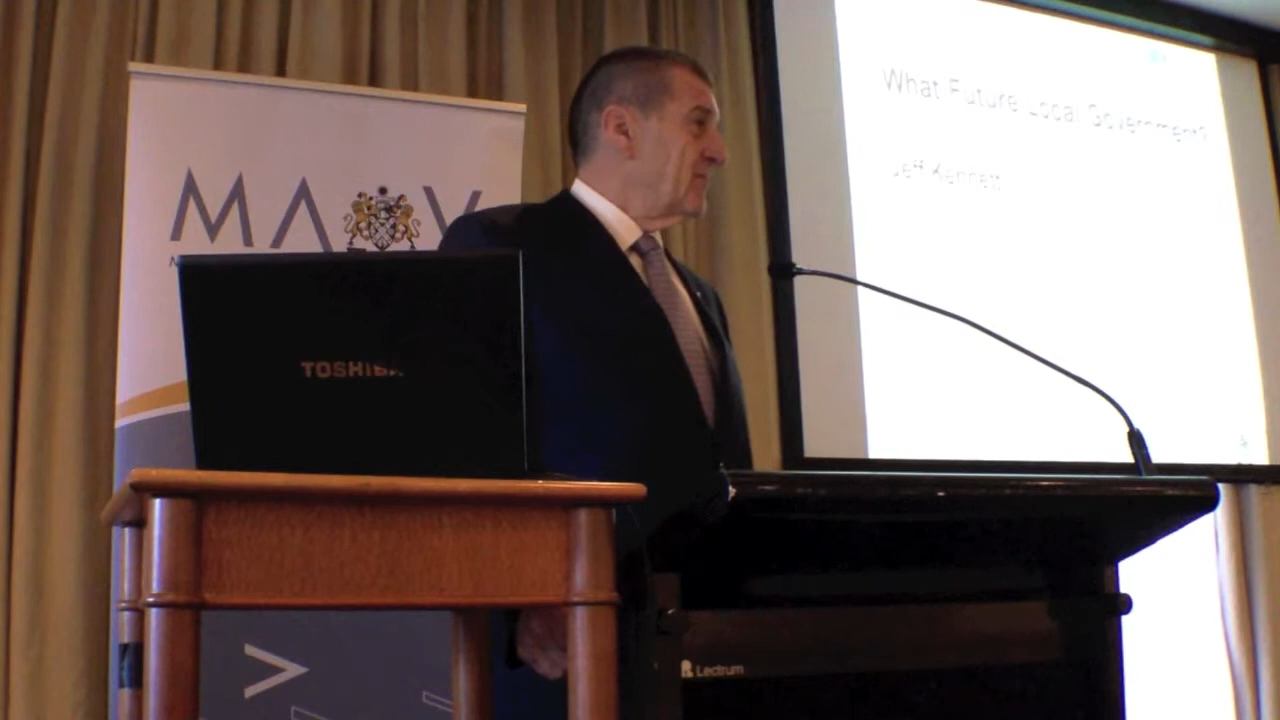 MAV
TOSHIBA
What Future Local Government?
Jeff Kennett
Lectrum